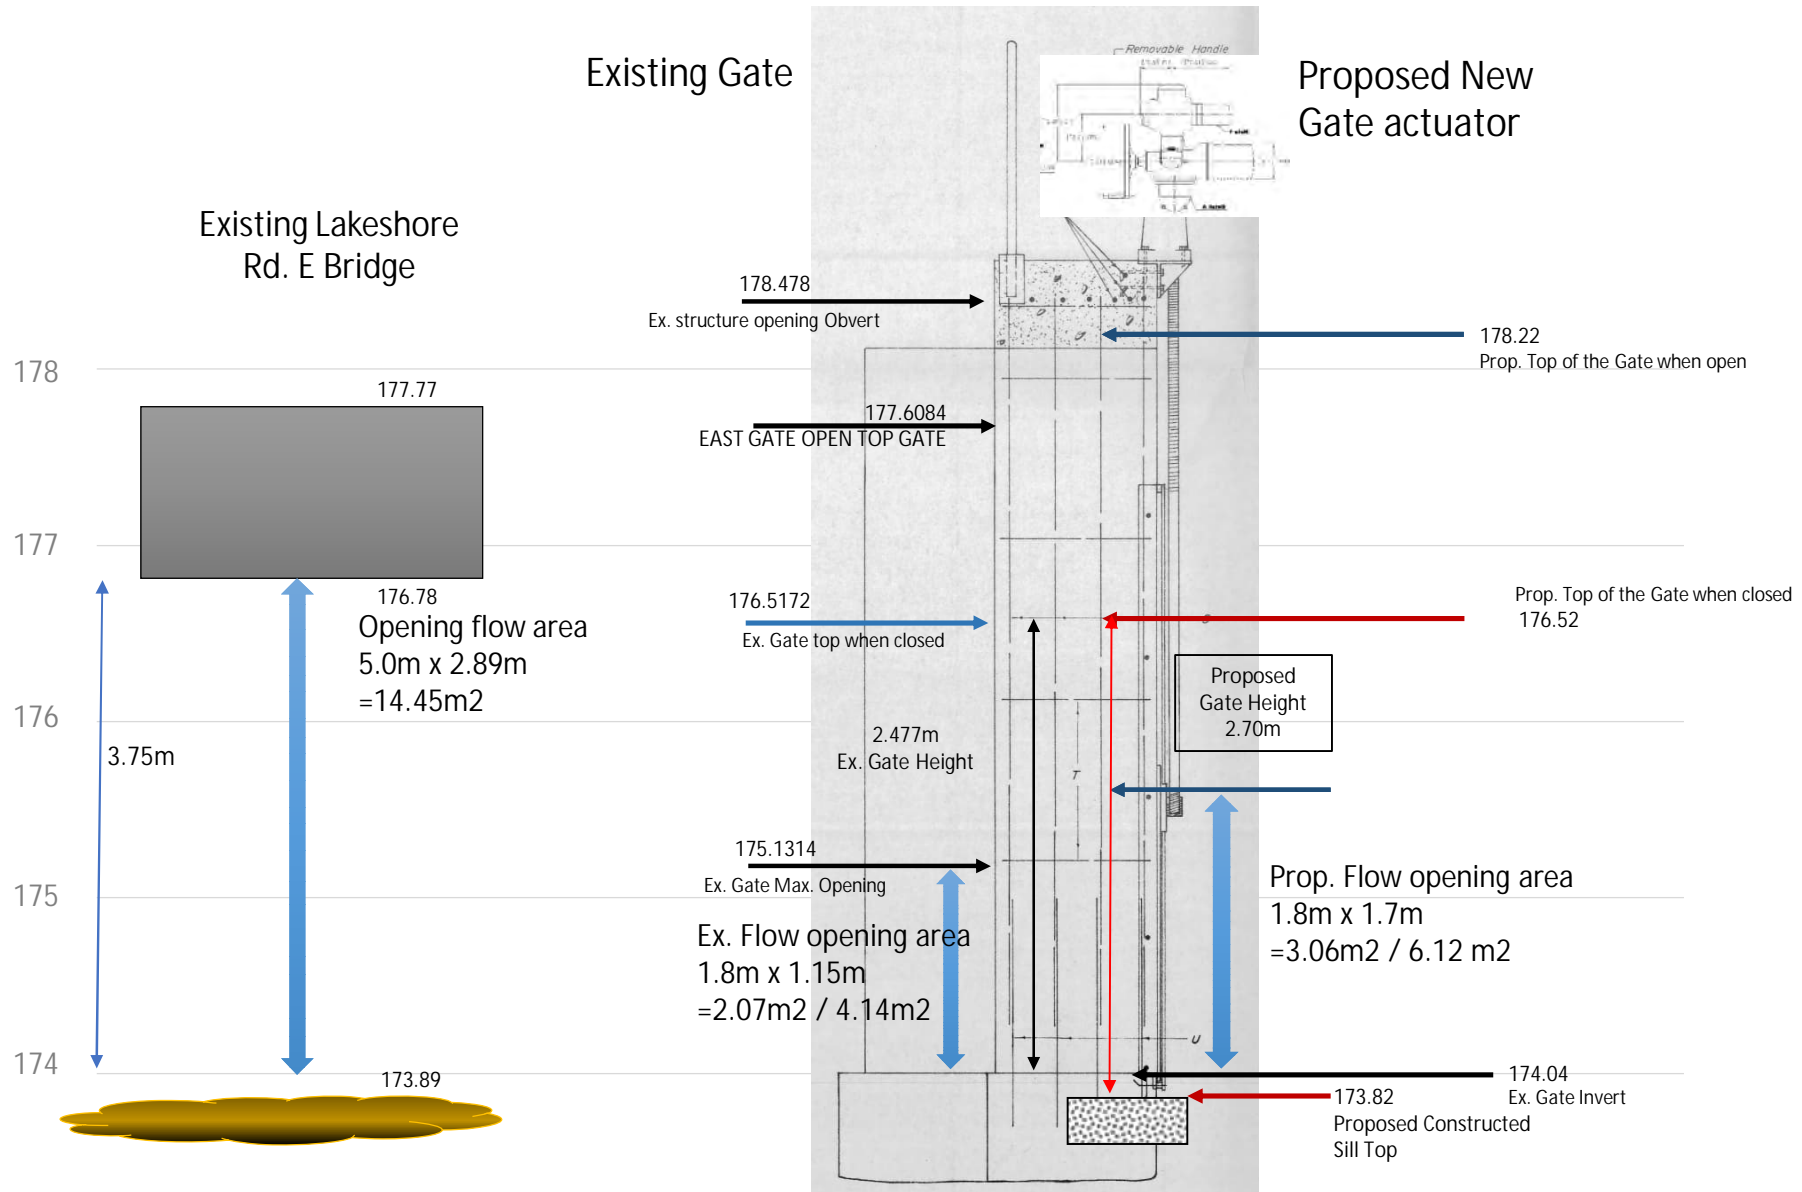 Existing Gate
Removable Handle
Proposed New
Gate actuator
Existing Lakeshore
Rd. E Bridge
178.478
Ex. structure opening Obvert
178.22
Prop. Top of the Gate when open
178
177.77
177.6084
EAST GATE OPEN TOP GATE
177
176.78
Opening flow area
5.0m x 2.89m
=14.45m2
176.5172
Ex. Gate top when closed
Prop. Top of the Gate when closed
176.52
Proposed
Gate Height
2.70m
176
3.75m
2.477m
Ex. Gate Height
T
175.1314
Ex. Gate Max. Opening
175
Ex. Flow opening area
1.8m x 1.15m
=2.07m2 / 4.14m2
Prop. Flow opening area
1.8m x 1.7m
=3.06m2 / 6.12 m2
U
174
173.89
174.04
Ex. Gate Invert
173.82
Proposed Constructed
Sill Top